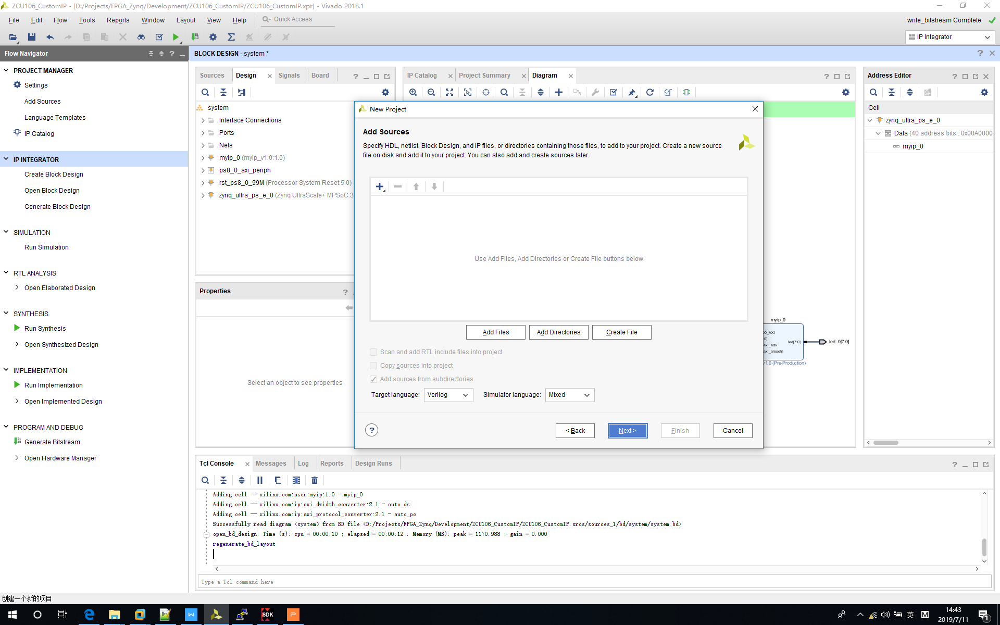 ZCU106_CustomIP - [D:/Projects/FPGA_Zynq/Development/ZCU106_CustomIP/ZCU106_CustomIP.xpr] - Vivado 2018.1
File Edit Flow Tools Reports Window Layout View Help Quick Access
write_bitstream Complete
IP Integrator
Flow Navigator
PROJECT MANAGER
Settings
Add Sources
Language Templates
IP Catalog
IP INTEGRATOR
Create Block Design
Open Block Design
Generate Block Design
SIMULATION
Run Simulation
RTL ANALYSIS
Open Elaborated Design
SYNTHESIS
Run Synthesis
Open Synthesized Design
IMPLEMENTATION
Run Implementation
Open Implemented Design
PROGRAM AND DEBUG
Generate Bitstream
Open Hardware Manager
BLOCK DESIGN - system *
Sources Design Signals Board
system
Interface Connections
Ports
Nets
myip_0 (myip_v1.0:1.0)
ps8_0_axi_periph
rst_ps8_0_99M (Processor System Reset:5.0)
zynq_ultra_ps_e_0 (Zynq UltraScale+ MPSoC:3
Properties
Select an object to see properties
IP Catalog Project Summary Diagram
myip_0
00_AXI
led[7:0]
axi_aresetn
led_0[7:0]
v1.0 (Pre-Production)
Address Editor
Cell
zynq_ultra_ps_e_0
Data (40 address bits : 0x00A0000
myip_0
New Project
Add Sources
Specify HDL, netlist, Block Design, and IP files, or directories containing those files, to add to your project. Create a new source
file on disk and add it to your project. You can also add and create sources later.
Use Add Files, Add Directories or Create File buttons below
Add Files Add Directories Create File
Scan and add RTL include files into project
Copy sources into project
Add sources from subdirectories
Target language: Verilog Simulator language: Mixed
? < Back Next > Finish Cancel
Tcl Console Messages Log Reports Design Runs
Adding cell -- xilinx.com:user:myip:1.0 - myip_0
Adding cell -- xilinx.com:ip:axi_dwidth_converter:2.1 - auto_ds
Adding cell -- xilinx.com:ip:axi_protocol_converter:2.1 - auto_pc
Successfully read diagram <system> from BD file <D:/Projects/FPGA_Zynq/Development/ZCU106_CustomIP/ZCU106_CustomIP.srcs/sources_1/bd/system/system.bd>
open_bd_design: Time (s): cpu = 00:00:10 ; elapsed = 00:00:12 . Memory (MB): peak = 1170.988 ; gain = 0.000
regenerate_bd_layout
Type a Tcl command here
创建一个新的项目
SDK
英
M
14:43
2019/7/11
1